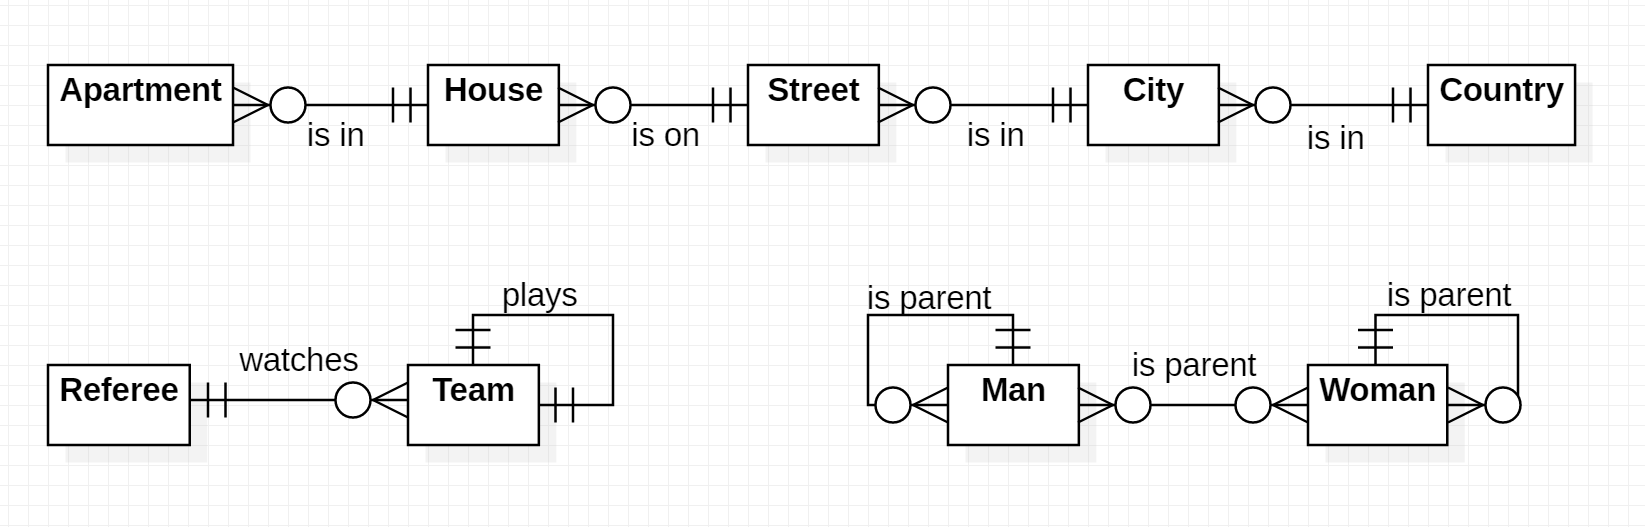 Apartment
House
Street
City
Country
is in
is on
is in
is in
plays
is parent
is parent
watches
is parent
Referee
Team
Man
Woman